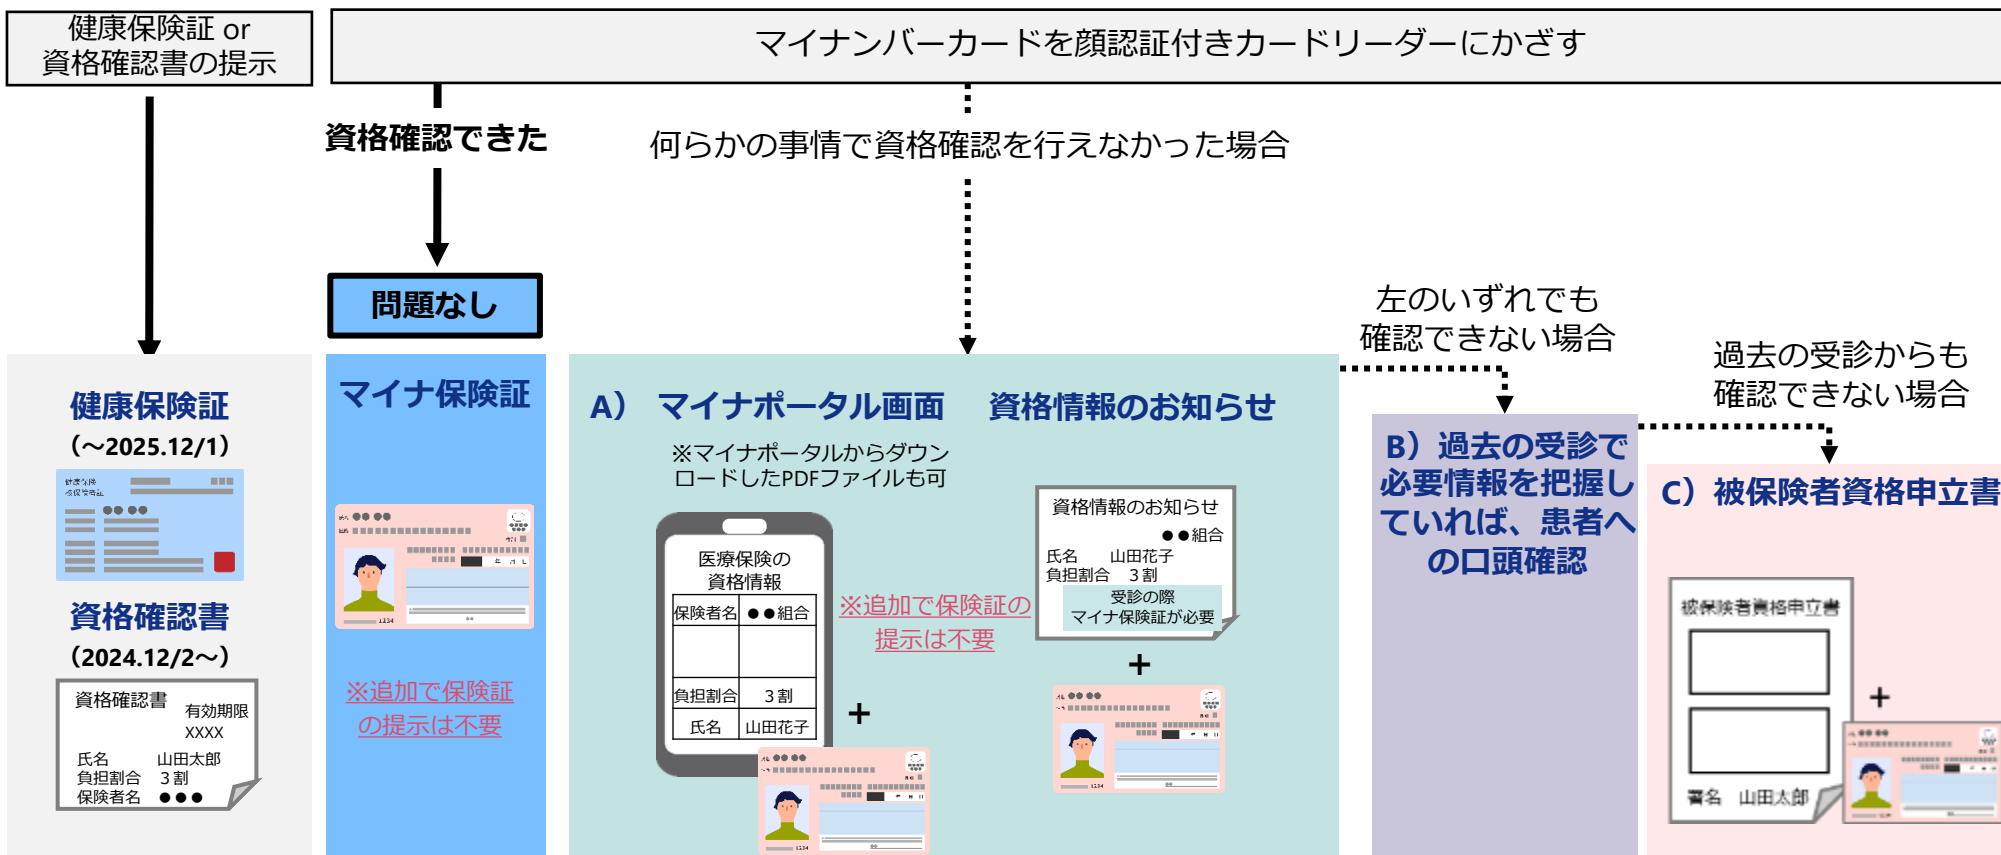 健康保険証 or
資格確認書の提示
マイナンバーカードを顔認証付きカードリーダーにかざす
資格確認できた
何らかの事情で資格確認を行えなかった場合
問題なし
左のいずれでも
確認できない場合
過去の受診からも
確認できない場合
健康保険証
（～2025.12/1）
健康保険
被保険者証
資格確認書
（2024.12/2～）
資格確認書
有効期限
XXXX
氏名 山田太郎
負担割合 3割
保険者名 ●●●
マイナ保険証
1234
※追加で保険証
の提示は不要
A） マイナポータル画面
※マイナポータルからダウン
ロードしたPDFファイルも可
医療保険の
資格情報
保険者名 ●●組合
負担割合 3割
氏名 山田花子
+
1234
※追加で保険証の
提示は不要
資格情報のお知らせ
資格情報のお知らせ
●●組合
氏名 山田花子
負担割合 3割
受診の際
マイナ保険証が必要
+
1234
B）過去の受診で
必要情報を把握し
ていれば、患者へ
の口頭確認
C）被保険者資格申立書
被保険者資格申立書
署名 山田太郎
+